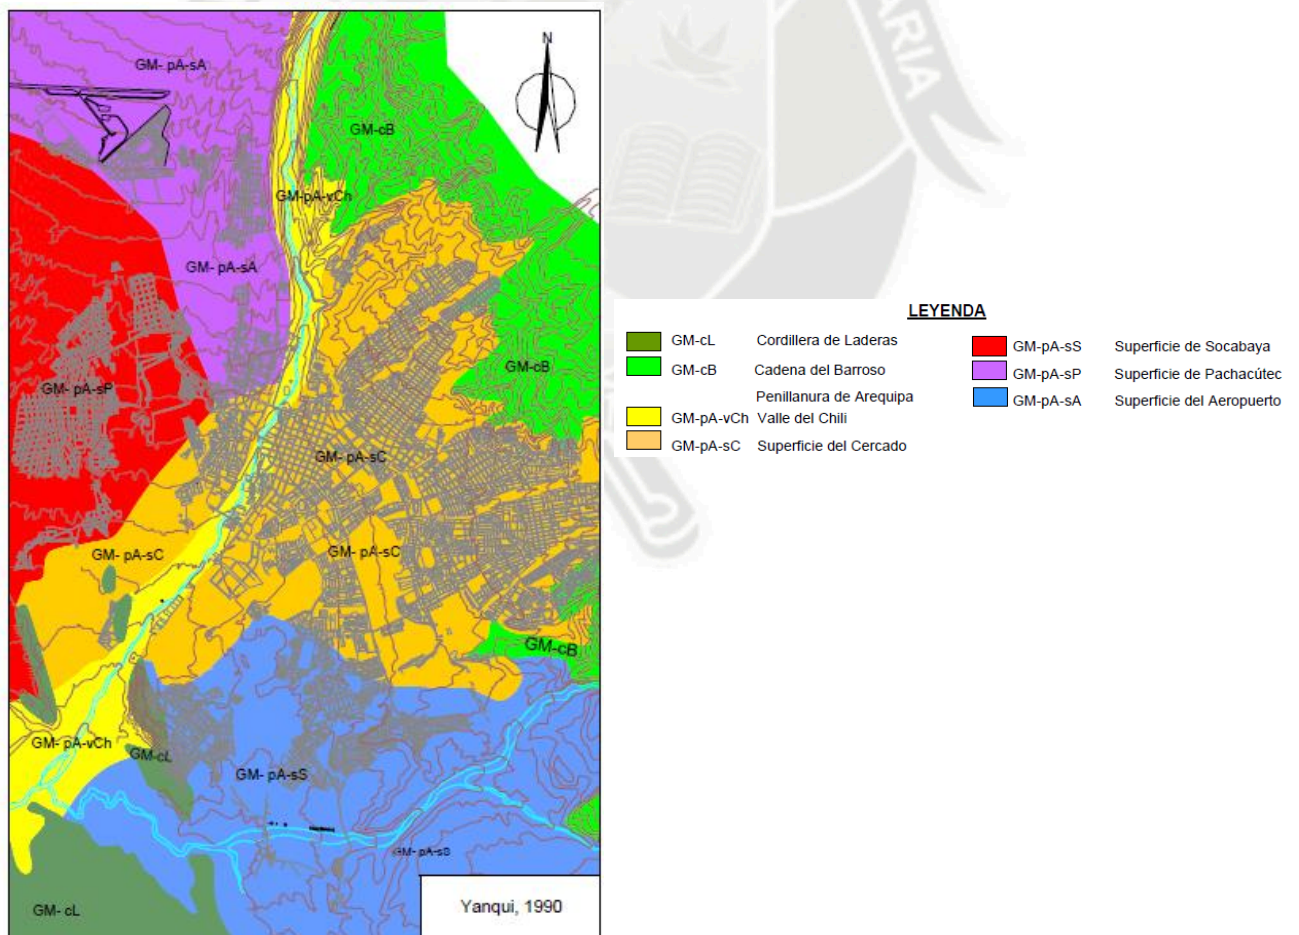 N
GM- pA-sA
GM-cB
GM-pA-vCh
GM- pA-sA
GM-cB
GM- pA-sP
GM- pA-sC
GM- pA-sC
GM- pA-sC
GM-cB
GM- pA-vCh
GM-cL
GM- pA-sS
GM-pA-sS
GM- cL
Yanqui, 1990
ARIA
LEYENDA
GM-cL Cordillera de Laderas
GM-cB Cadena del Barroso
Penillanura de Arequipa
GM-pA-vCh Valle del Chili
GM-pA-sC Superficie del Cercado
GM-pA-sS Superficie de Socabaya
GM-pA-sP Superficie de Pachacútec
GM-pA-sA Superficie del Aeropuerto